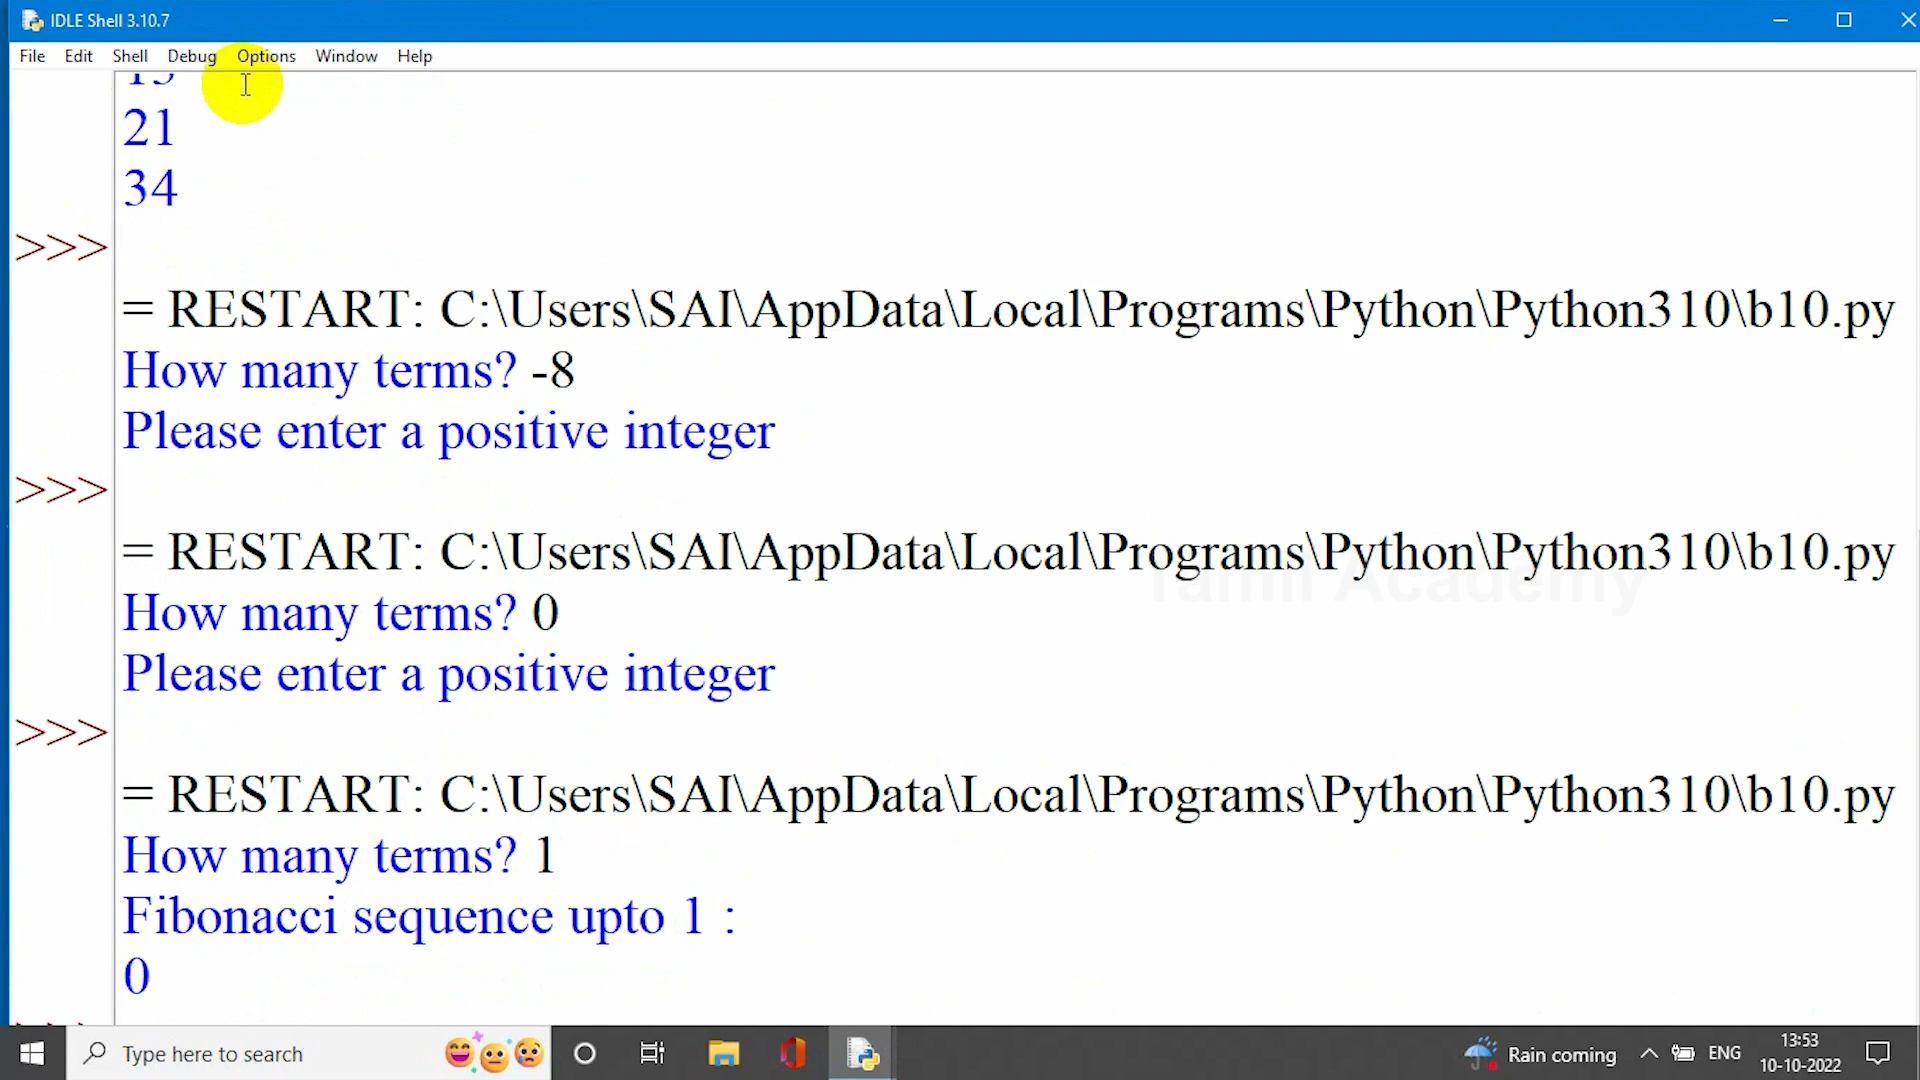 IDLE Shell 3.10.7
File Edit Shell Debug Options Window Help
21
34
>>>
= RESTART: C:\Users\SAI\AppData\Local\Programs\Python\Python310\b10.py
How many terms? -8
Please enter a positive integer
>>>
= RESTART: C:\Users\SAI\AppData\Local\Programs\Python\Python310\b10.py
Tamil Academy
How many terms? 0
Please enter a positive integer
>>>
= RESTART: C:\Users\SAI\AppData\Local\Programs\Python\Python310\b10.py
How many terms? 1
Fibonacci sequence upto 1 :
0
Type here to search
Rain coming
ENG
13:53
10-10-2022